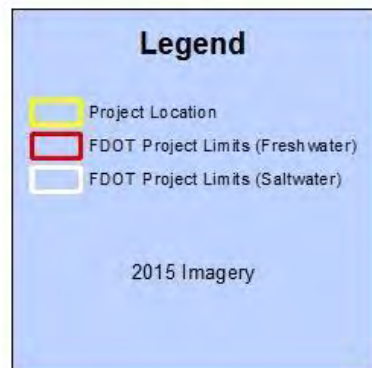 Legend
Project Location
FDOT Project Limits (Freshwater)
FDOT Project Limits (Saltwater)
2015 Imagery